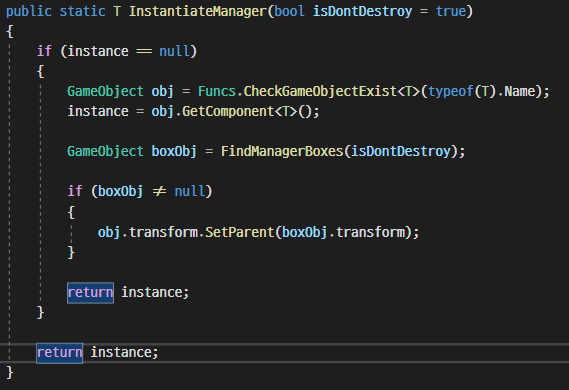 public static T InstantiateManager(bool isDontDestroy = true)
{
if (instance == null)
{
GameObject obj = Funcs.CheckGameObjectExist<T>(typeof(T).Name);
instance = obj.GetComponent<T>();
GameObject boxObj = FindManagerBoxes(isDontDestroy);
if (boxObj ≠ null)
{
obj.transform.SetParent(boxObj.transform);
}
return instance;
}
return instance;
}